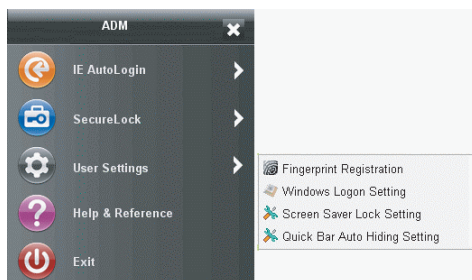 ADM
IE AutoLogin
SecureLock
User Settings
Help & Reference
Exit
Fingerprint Registration
Windows Logon Setting
Screen Saver Lock Setting
Quick Bar Auto Hiding Setting